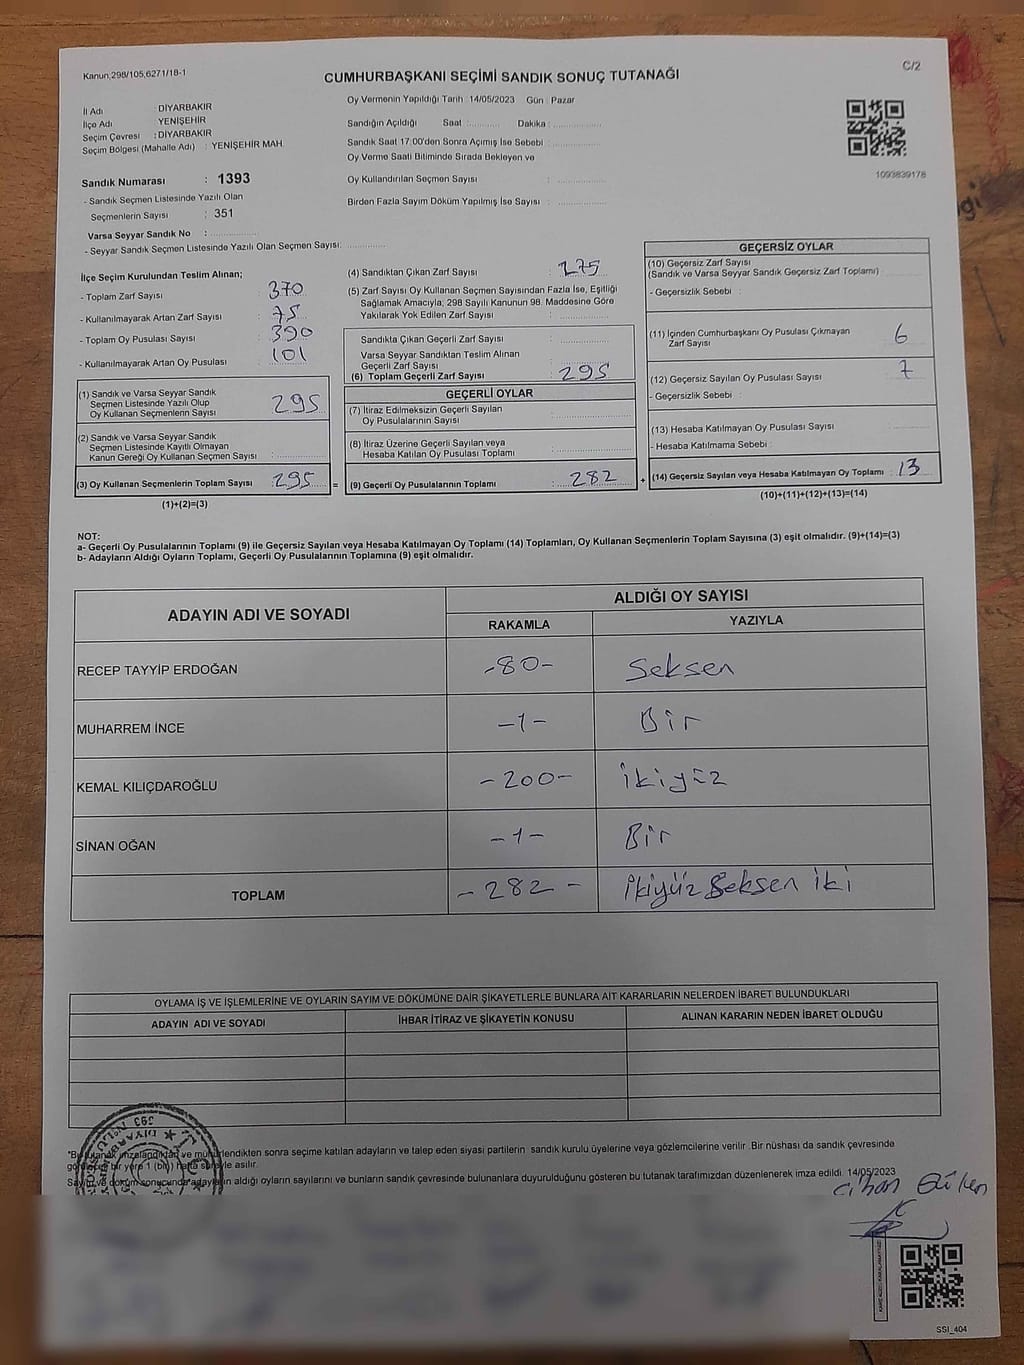 Kanun,298/105,6271/18-1
C/2
CUMHURBAŞKANI SEÇİMİ SANDIK SONUÇ TUTANAĞI
İl Adı : DİYARBAKIR
İlçe Adı : YENİŞEHİR
Seçim Çevresi : DİYARBAKIR
Seçim Bölgesi (Mahalle Adı) : YENİŞEHİR MAH.
Sandık Numarası : 1393
- Sandık Seçmen Listesinde Yazılı Olan
Seçmenlerin Sayısı : 351
Varsa Seyyar Sandık No :
- Seyyar Sandık Seçmen Listesinde Yazılı Olan Seçmen Sayısı:
Oy Vermenin Yapıldığı Tarih 14/05/2023 Gün : Pazar
Sandığın Açıldığı Saat : Dakika :
Sandık Saat 17:00'den Sonra Açımış İse Sebebi :
Oy Verme Saati Bitiminde Sırada Bekleyen ve
Oy Kullandırılan Seçmen Sayısı :
Birden Fazla Sayım Döküm Yapılmış İse Sayısı :
1093839178
İlçe Seçim Kurulundan Teslim Alınan;
- Toplam Zarf Sayısı : 370
- Kullanılmayarak Artan Zarf Sayısı : 75
- Toplam Oy Pusulası Sayısı : 390
- Kullanılmayarak Artan Oy Pusulası : 101
(1) Sandık ve Varsa Seyyar Sandık
Seçmen Listesinde Yazılı Olup
Oy Kullanan Seçmenlerin Sayısı : 295
(2) Sandık ve Varsa Seyyar Sandık
Seçmen Listesinde Kayıtlı Olmayan
Kanun Gereği Oy Kullanan Seçmen Sayısı :
(3) Oy Kullanan Seçmenlerin Toplam Sayısı : 295 =
(1)+(2)=(3)
(4) Sandıktan Çıkan Zarf Sayısı : 275
(5) Zarf Sayısı Oy Kullanan Seçmen Sayısından Fazla İse, Eşitliği
Sağlamak Amacıyla; 298 Sayılı Kanunun 98. Maddesine Göre
Yakılarak Yok Edilen Zarf Sayısı :
Sandıkta Çıkan Geçerli Zarf Sayısı :
Varsa Seyyar Sandıktan Teslim Alınan
Geçerli Zarf Sayısı :
(6) Toplam Geçerli Zarf Sayısı : 295
GEÇERLİ OYLAR
(7) İtiraz Edilmeksizin Geçerli Sayılan
Oy Pusulalarının Sayısı :
(8) İtiraz Üzerine Geçerli Sayılan veya
Hesaba Katılan Oy Pusulası Toplamı :
(9) Geçerli Oy Pusulalarının Toplamı : 282 +
GEÇERSİZ OYLAR
(10) Geçersiz Zarf Sayısı
(Sandık ve Varsa Seyyar Sandık Geçersiz Zarf Toplamı)
- Geçersizlik Sebebi :
(11) İçinden Cumhurbaşkanı Oy Pusulası Çıkmayan
Zarf Sayısı 6
(12) Geçersiz Sayılan Oy Pusulası Sayısı 7
- Geçersizlik Sebebi :
(13) Hesaba Katılmayan Oy Pusulası Sayısı
- Hesaba Katılmama Sebebi :
(14) Geçersiz Sayılan veya Hesaba Katılmayan Oy Toplamı 13
(10)+(11)+(12)+(13)=(14)
NOT:
a- Geçerli Oy Pusulalarının Toplamı (9) ile Geçersiz Sayılan veya Hesaba Katılmayan Oy Toplamı (14) Toplamları, Oy Kullanan Seçmenlerin Toplam Sayısına (3) eşit olmalıdır. (9)+(14)=(3)
b- Adayların Aldığı Oyların Toplamı, Geçerli Oy Pusulalarının Toplamına (9) eşit olmalıdır.
ADAYIN ADI VE SOYADI
ALDIĞI OY SAYISI
RAKAMLA YAZIYLA
RECEP TAYYİP ERDOĞAN -80- Seksen
MUHARREM İNCE -1- Bir
KEMAL KILIÇDAROĞLU -200- İkiyüz
SİNAN OĞAN -1- Bir
TOPLAM -282- İkiyüz Seksen İki
OYLAMA İŞ VE İŞLEMLERİNE VE OYLARIN SAYIM VE DÖKÜMÜNE DAİR ŞİKAYETLERLE BUNLARA AİT KARARLARIN NELERDEN İBARET BULUNDUKLARI
ADAYIN ADI VE SOYADI İHBAR İTİRAZ VE ŞİKAYETİN KONUSU ALINAN KARARIN NEDEN İBARET OLDUĞU
*Bu tutanak imzalandıktan ve mühürlendikten sonra seçime katılan adayların ve talep eden siyasi partilerin sandık kurulu üyelerine veya gözlemcilerine verilir. Bir nüshası da sandık çevresinde
görülecek bir yere 1 (bir) hafta süreyle asılır.
Sayım ve döküm sonucunda adayların aldığı oyların sayılarını ve bunların sandık çevresinde bulunanlara duyurulduğunu gösteren bu tutanak tarafımızdan düzenlenerek imza edildi. 14/05/2023
SSI_404